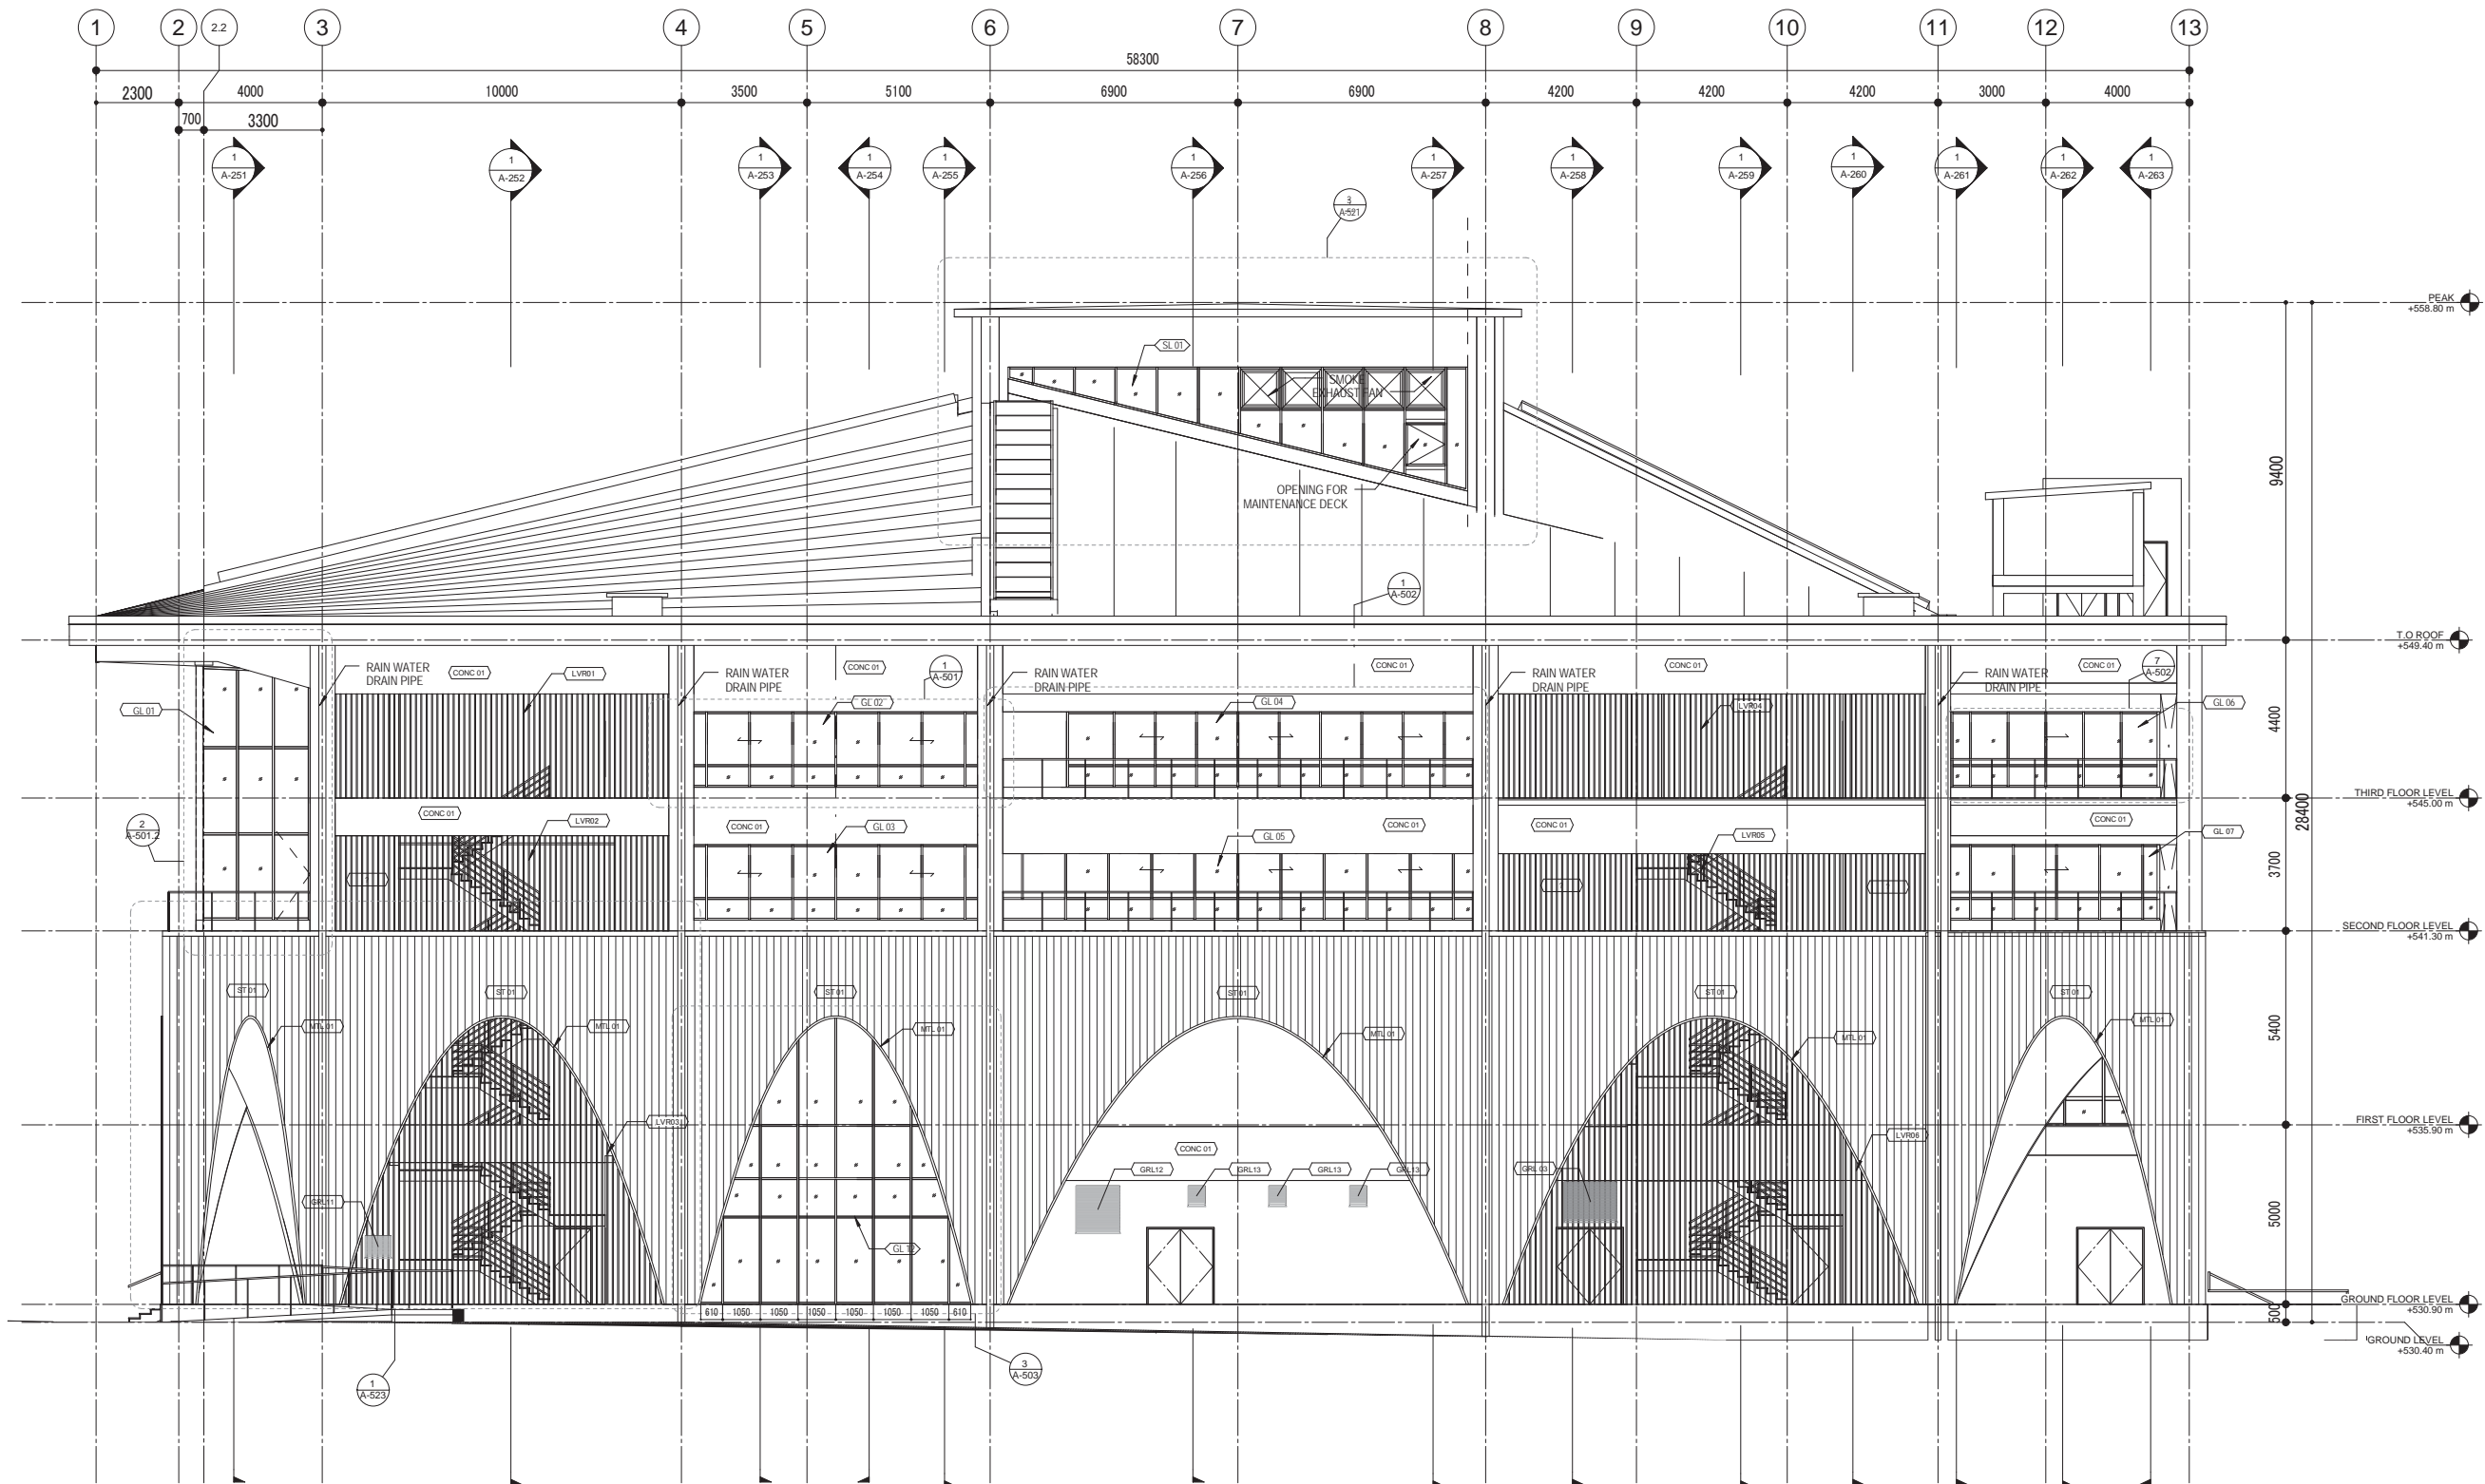 1 2 2.2 3 4 5 6 7 8 9 10 11 12 13
58300
2300 4000 10000 3500 5100 6900 6900 4200 4200 4200 3000 4000
700 3300
1 1 1 1 1 1 1 1 1 1 1 1 1
A-251 A-252 A-253 A-254 A-255 A-256 A-257 A-258 A-259 A-260 A-261 A-262 A-263
3
A-521
PEAK
+558.80 m
SL 01
SMOKE
EXHAUST FAN
9400
OPENING FOR
MAINTENANCE DECK
1
A-502
T.O ROOF
+549.40 m
RAIN WATER
DRAIN PIPE
CONC 01
LVR01
RAIN WATER
DRAIN PIPE
CONC 01
1
A-501
RAIN WATER
DRAIN PIPE
CONC 01
RAIN WATER
DRAIN PIPE
CONC 01
RAIN WATER
DRAIN PIPE
CONC 01
7
A-502
GL 01
GL 02
GL 04
LVR04
GL 06
4400
THIRD FLOOR LEVEL
+545.00 m
28400
2
A-501.2
CONC 01
LVR02
CONC 01
GL 03
GL 05
CONC 01
CONC 01
LVR05
CONC 01
GL 07
3700
SECOND FLOOR LEVEL
+541.30 m
ST 01 ST 01 ST 01 ST 01 ST 01 ST 01
MTL 01 MTL 01 MTL 01 MTL 01 MTL 01 MTL 01
5400
FIRST FLOOR LEVEL
+535.90 m
LVR03
CONC 01
LVR06
GRL12 GRL13 GRL13 GRL13
GRL 03
GRL11
5000
GL 12
GROUND FLOOR LEVEL
+530.90 m
610 1050 1050 1050 1050 1050 1050 610
500
GROUND LEVEL
+530.40 m
1
A-523
3
A-503